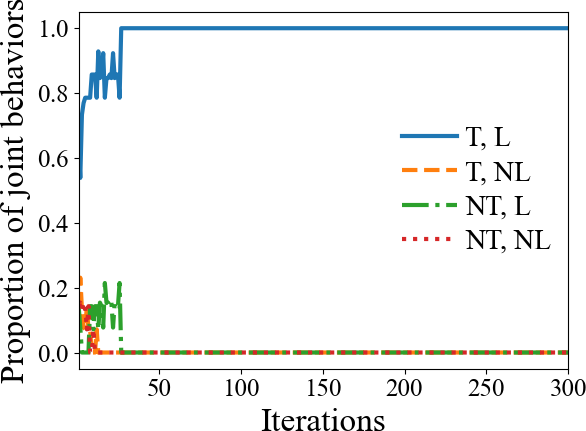 Proportion of joint behaviors
1.0
0.8
0.6
0.4
0.2
0.0
T, L
T, NL
NT, L
NT, NL
50 100 150 200 250 300
Iterations